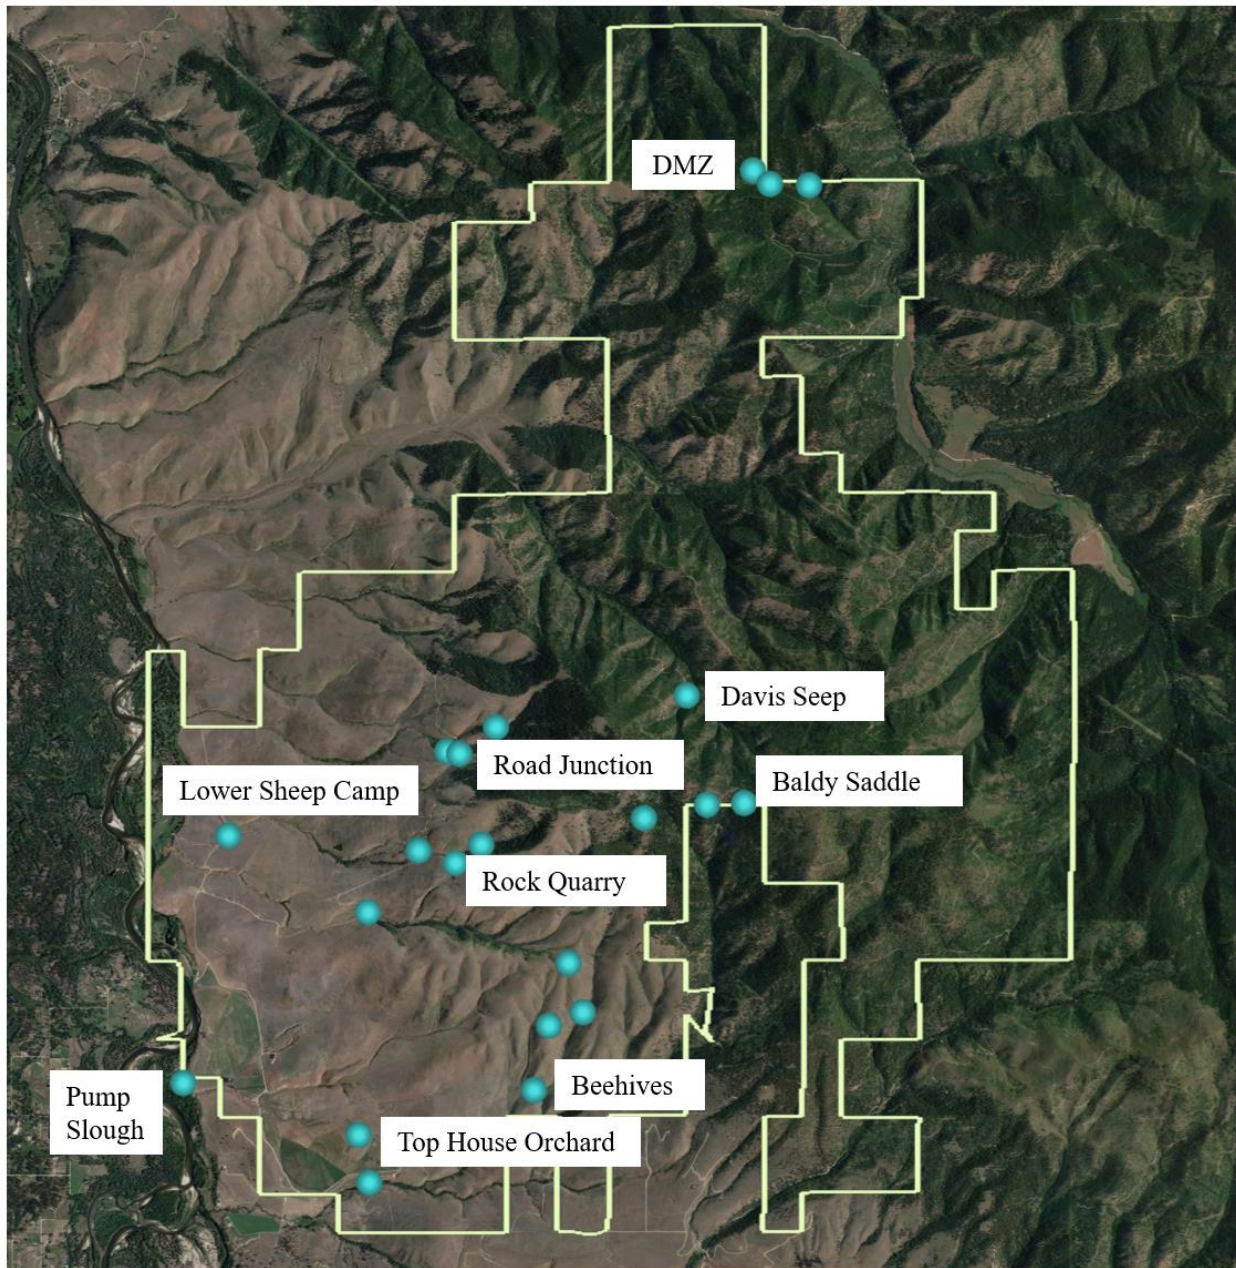 DMZ
Davis Seep
Road Junction
Baldy Saddle
Lower Sheep Camp
Rock Quarry
Beehives
Pump
Slough
Top House Orchard